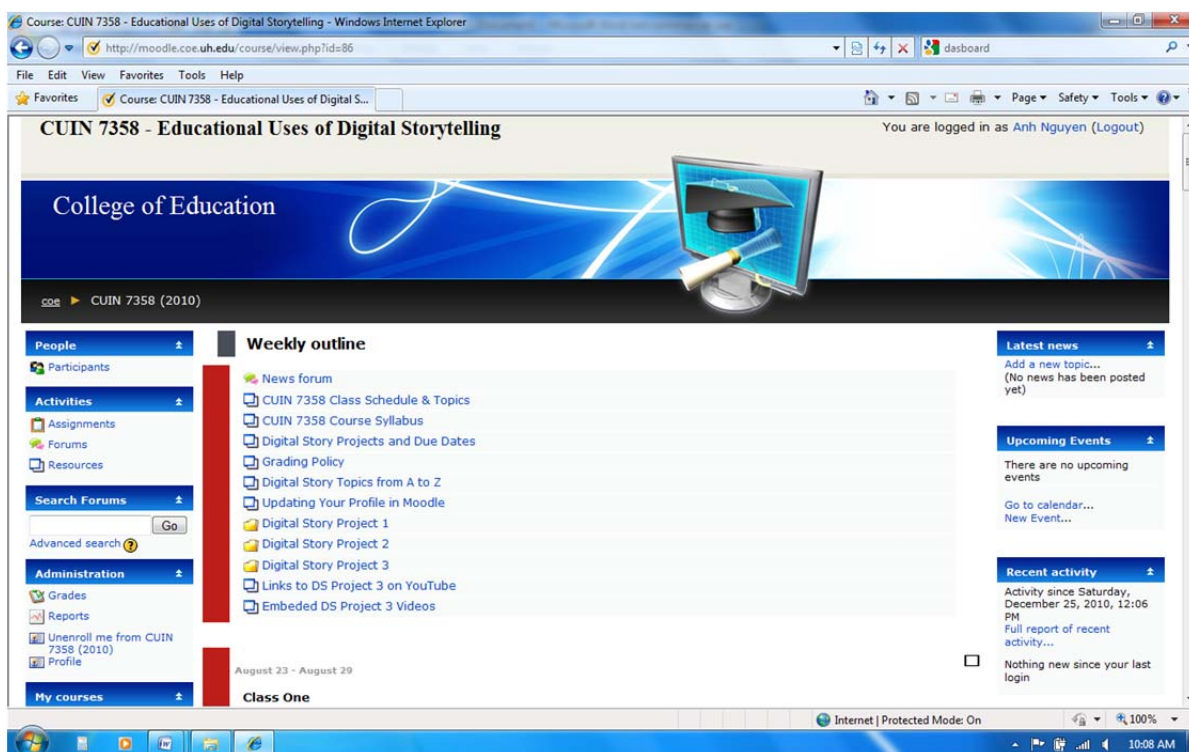 Course: CUIN 7358 - Educational Uses of Digital Storytelling - Windows Internet Explorer
http://moodle.coe.uh.edu/course/view.php?id=86
dasboard
File Edit View Favorites Tools Help
Favorites Course: CUIN 7358 - Educational Uses of Digital S... Page Safety Tools
CUIN 7358 - Educational Uses of Digital Storytelling
You are logged in as Anh Nguyen (Logout)
College of Education
coe ► CUIN 7358 (2010)
People
Participants
Activities
Assignments
Forums
Resources
Search Forums
Go
Advanced search ?
Administration
Grades
Reports
Unenroll me from CUIN
7358 (2010)
Profile
My courses
Weekly outline
News forum
CUIN 7358 Class Schedule & Topics
CUIN 7358 Course Syllabus
Digital Story Projects and Due Dates
Grading Policy
Digital Story Topics from A to Z
Updating Your Profile in Moodle
Digital Story Project 1
Digital Story Project 2
Digital Story Project 3
Links to DS Project 3 on YouTube
Embeded DS Project 3 Videos
August 23 - August 29
Class One
Latest news
Add a new topic...
(No news has been posted
yet)
Upcoming Events
There are no upcoming
events
Go to calendar...
New Event...
Recent activity
Activity since Saturday,
December 25, 2010, 12:06
PM
Full report of recent
activity...
Nothing new since your last
login
Internet | Protected Mode: On 100%
10:08 AM